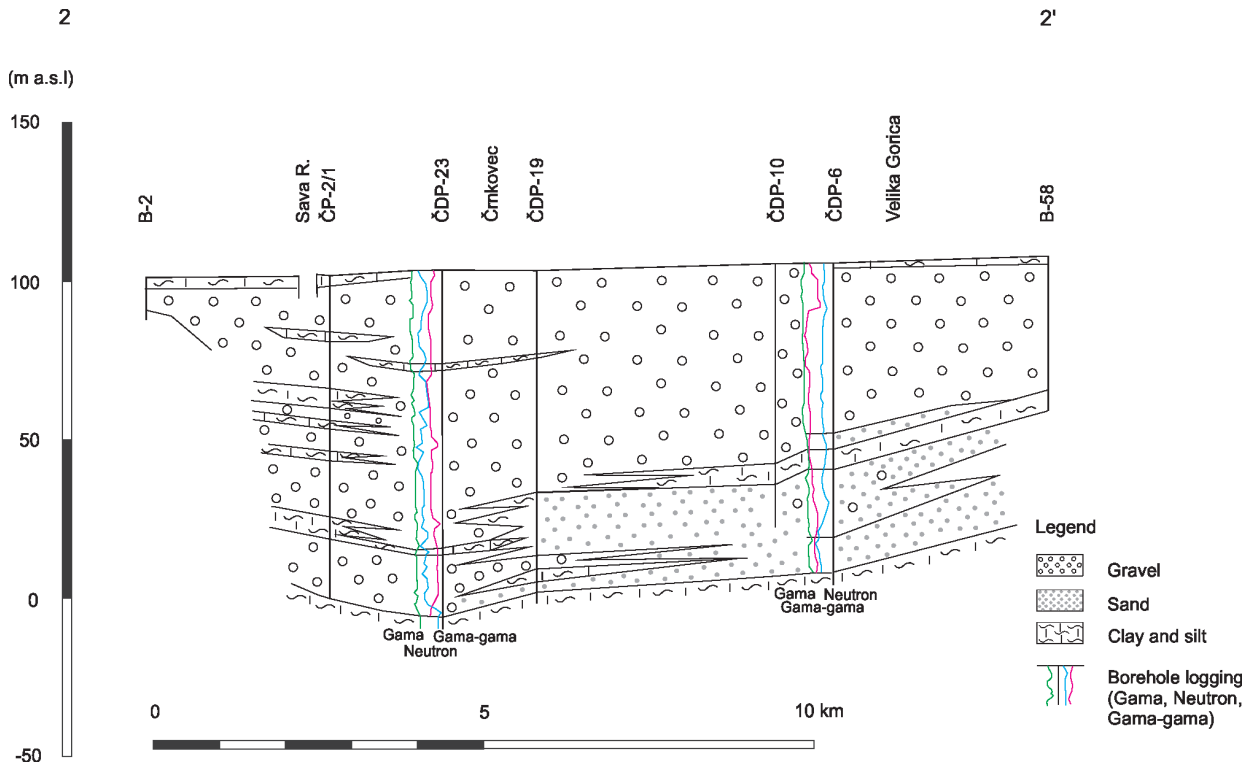 2
2'
(m a.s.l)
150
100
50
0
-50
B-2
Sava R.
ČP-2/1
ČDP-23
Črnkovec
ČDP-19
ČDP-10
ČDP-6
Velika Gorica
B-58
Gama
Gama-gama
Neutron
Gama
Neutron
Gama-gama
Legend
Gravel
Sand
Clay and silt
Borehole logging
(Gama, Neutron,
Gama-gama)
0
5
10 km